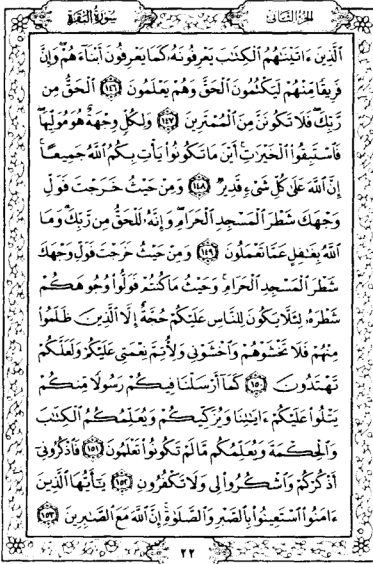 الجزء الثاني
سورة البقرة
ٱلَّذِينَ ءَاتَيْنَٰهُمُ ٱلْكِتَٰبَ يَعْرِفُونَهُۥ كَمَا يَعْرِفُونَ أَبْنَآءَهُمْ ۖ وَإِنَّ
فَرِيقًا مِّنْهُمْ لَيَكْتُمُونَ ٱلْحَقَّ وَهُمْ يَعْلَمُونَ ١٤٦ ٱلْحَقُّ مِن
رَّبِّكَ ۖ فَلَا تَكُونَنَّ مِنَ ٱلْمُمْتَرِينَ ١٤٧ وَلِكُلٍّ وِجْهَةٌ هُوَ مُوَلِّيهَا ۖ
فَٱسْتَبِقُوا۟ ٱلْخَيْرَٰتِ ۚ أَيْنَ مَا تَكُونُوا۟ يَأْتِ بِكُمُ ٱللَّهُ جَمِيعًا ۚ
إِنَّ ٱللَّهَ عَلَىٰ كُلِّ شَىْءٍ قَدِيرٌ ١٤٨ وَمِنْ حَيْثُ خَرَجْتَ فَوَلِّ
وَجْهَكَ شَطْرَ ٱلْمَسْجِدِ ٱلْحَرَامِ ۖ وَإِنَّهُۥ لَلْحَقُّ مِن رَّبِّكَ ۗ وَمَا
ٱللَّهُ بِغَٰفِلٍ عَمَّا تَعْمَلُونَ ١٤٩ وَمِنْ حَيْثُ خَرَجْتَ فَوَلِّ وَجْهَكَ
شَطْرَ ٱلْمَسْجِدِ ٱلْحَرَامِ ۚ وَحَيْثُ مَا كُنتُمْ فَوَلُّوا۟ وُجُوهَكُمْ
شَطْرَهُۥ لِئَلَّا يَكُونَ لِلنَّاسِ عَلَيْكُمْ حُجَّةٌ إِلَّا ٱلَّذِينَ ظَلَمُوا۟
مِنْهُمْ فَلَا تَخْشَوْهُمْ وَٱخْشَوْنِى وَلِأُتِمَّ نِعْمَتِى عَلَيْكُمْ وَلَعَلَّكُمْ
تَهْتَدُونَ ١٥٠ كَمَآ أَرْسَلْنَا فِيكُمْ رَسُولًا مِّنكُمْ
يَتْلُوا۟ عَلَيْكُمْ ءَايَٰتِنَا وَيُزَكِّيكُمْ وَيُعَلِّمُكُمُ ٱلْكِتَٰبَ
وَٱلْحِكْمَةَ وَيُعَلِّمُكُم مَّا لَمْ تَكُونُوا۟ تَعْلَمُونَ ١٥١ فَٱذْكُرُونِىٓ
أَذْكُرْكُمْ وَٱشْكُرُوا۟ لِى وَلَا تَكْفُرُونِ ١٥٢ يَٰٓأَيُّهَا ٱلَّذِينَ
ءَامَنُوا۟ ٱسْتَعِينُوا۟ بِٱلصَّبْرِ وَٱلصَّلَوٰةِ ۚ إِنَّ ٱللَّهَ مَعَ ٱلصَّٰبِرِينَ ١٥٣
٢٢